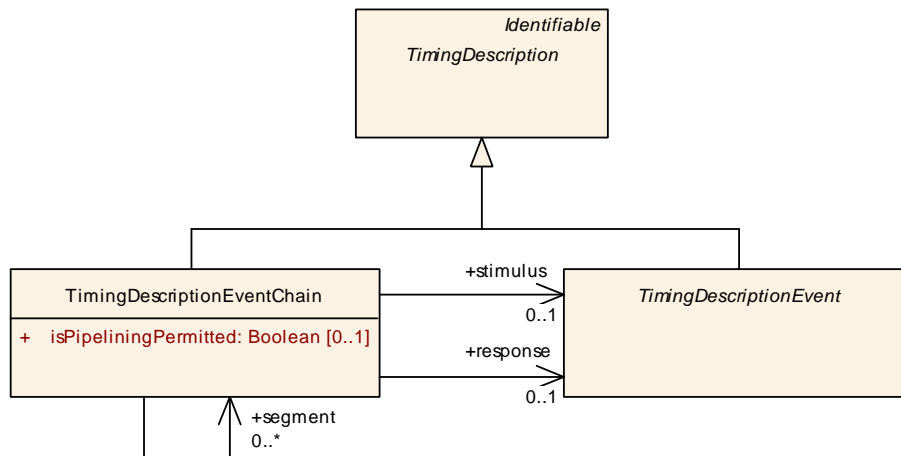 Identifiable
TimingDescription
TimingDescriptionEventChain
+ isPipeliningPermitted: Boolean [0..1]
+stimulus
0..1
TimingDescriptionEvent
+response
0..1
+segment
0..*